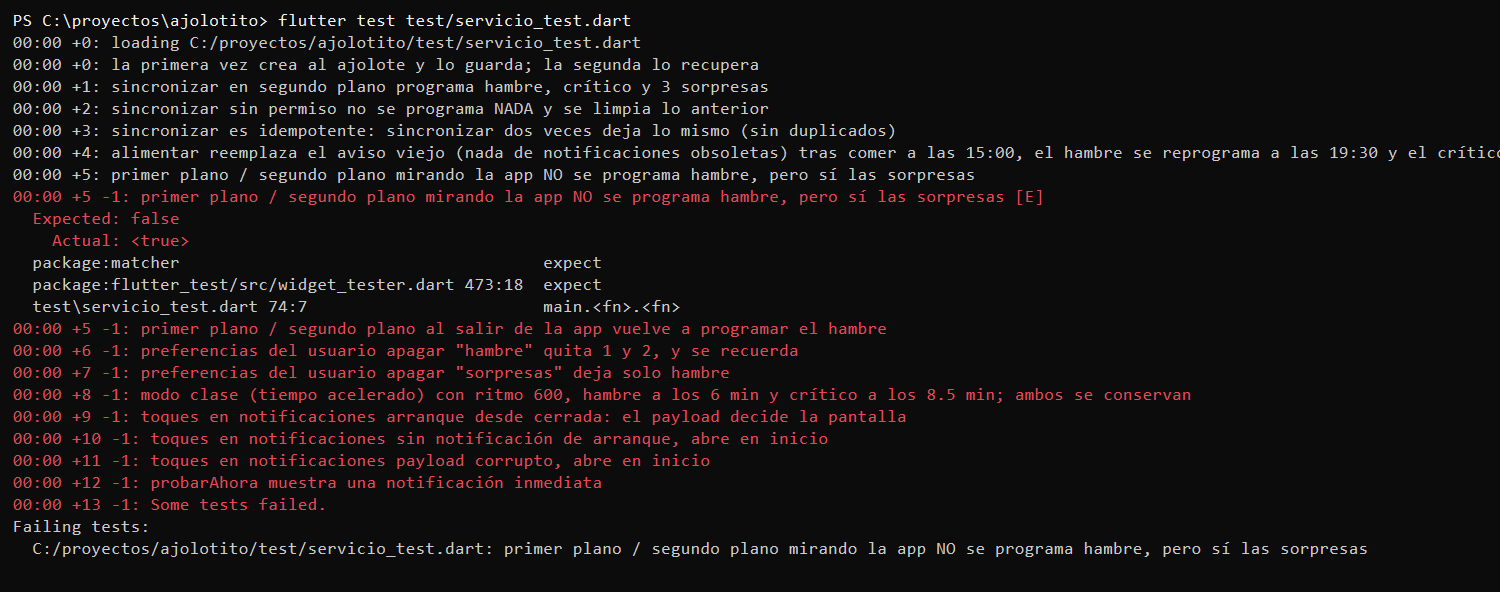 PS C:\proyectos\ajolotito> flutter test test/servicio_test.dart
00:00 +0: loading C:/proyectos/ajolotito/test/servicio_test.dart
00:00 +0: la primera vez crea al ajolote y lo guarda; la segunda lo recupera
00:00 +1: sincronizar en segundo plano programa hambre, crítico y 3 sorpresas
00:00 +2: sincronizar sin permiso no se programa NADA y se limpia lo anterior
00:00 +3: sincronizar es idempotente: sincronizar dos veces deja lo mismo (sin duplicados)
00:00 +4: alimentar reemplaza el aviso viejo (nada de notificaciones obsoletas) tras comer a las 15:00, el hambre se reprograma a las 19:30 y el crítico
00:00 +5: primer plano / segundo plano mirando la app NO se programa hambre, pero sí las sorpresas
00:00 +5 -1: primer plano / segundo plano mirando la app NO se programa hambre, pero sí las sorpresas [E]
Expected: false
Actual: <true>
package:matcher expect
package:flutter_test/src/widget_tester.dart 473:18 expect
test\servicio_test.dart 74:7 main.<fn>.<fn>
00:00 +5 -1: primer plano / segundo plano al salir de la app vuelve a programar el hambre
00:00 +6 -1: preferencias del usuario apagar "hambre" quita 1 y 2, y se recuerda
00:00 +7 -1: preferencias del usuario apagar "sorpresas" deja solo hambre
00:00 +8 -1: modo clase (tiempo acelerado) con ritmo 600, hambre a los 6 min y crítico a los 8.5 min; ambos se conservan
00:00 +9 -1: toques en notificaciones arranque desde cerrada: el payload decide la pantalla
00:00 +10 -1: toques en notificaciones sin notificación de arranque, abre en inicio
00:00 +11 -1: toques en notificaciones payload corrupto, abre en inicio
00:00 +12 -1: probarAhora muestra una notificación inmediata
00:00 +13 -1: Some tests failed.
Failing tests:
C:/proyectos/ajolotito/test/servicio_test.dart: primer plano / segundo plano mirando la app NO se programa hambre, pero sí las sorpresas